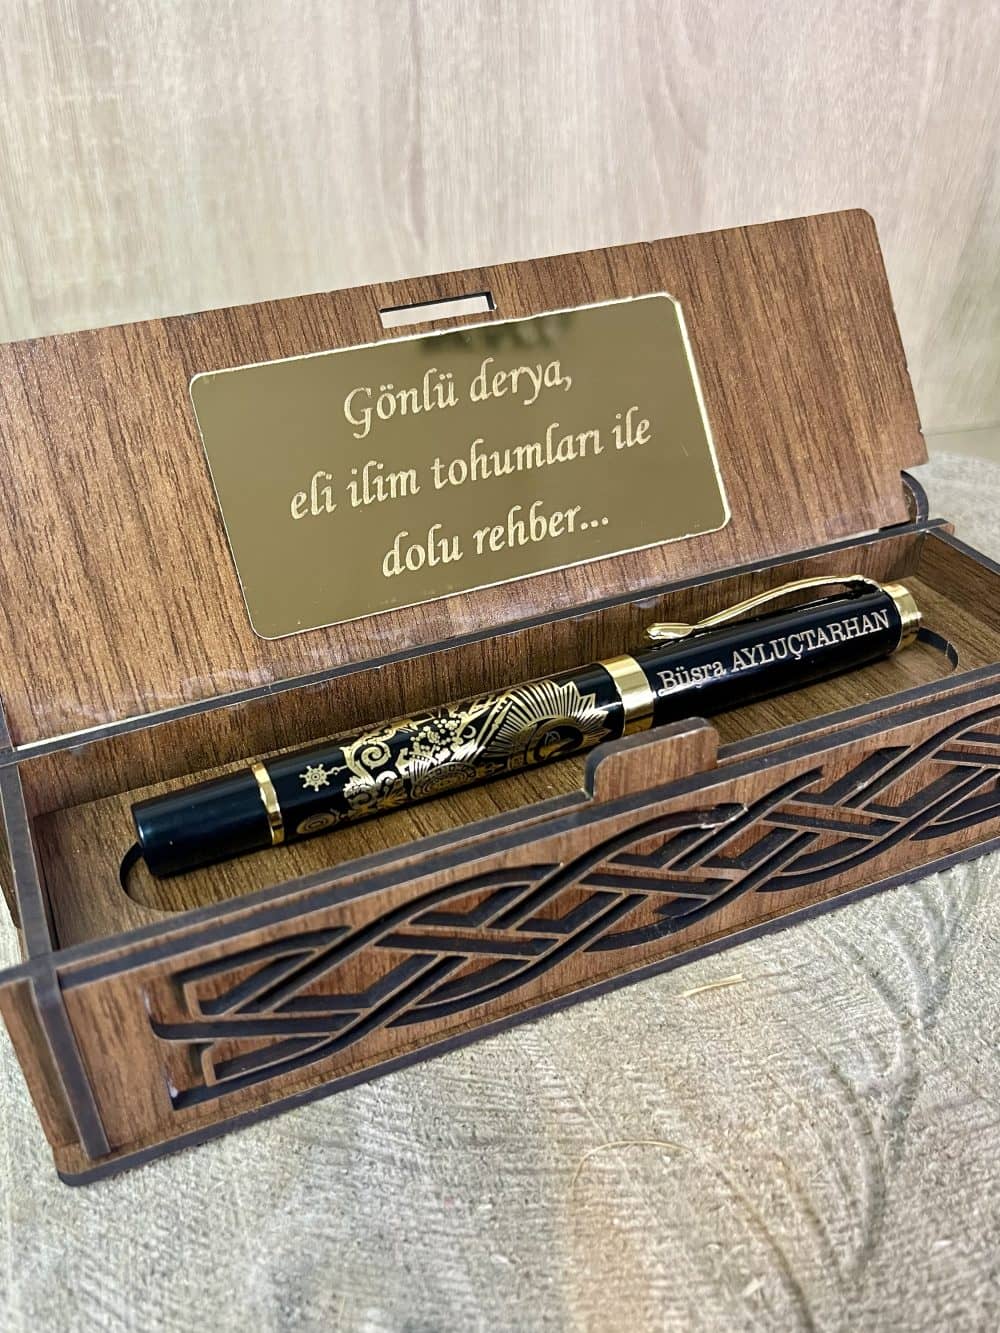 Gönlü derya,
eli ilim tohumları ile
dolu rehber...
Büşra AYLUÇTARHAN